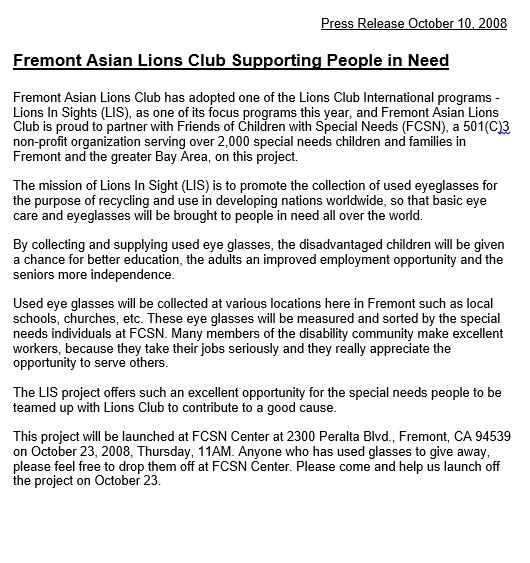 Press Release October 10, 2008
Fremont Asian Lions Club Supporting People in Need
Fremont Asian Lions Club has adopted one of the Lions Club International programs -
Lions In Sights (LIS), as one of its focus programs this year, and Fremont Asian Lions
Club is proud to partner with Friends of Children with Special Needs (FCSN), a 501(C)3
non-profit organization serving over 2,000 special needs children and families in
Fremont and the greater Bay Area, on this project.
The mission of Lions In Sight (LIS) is to promote the collection of used eyeglasses for
the purpose of recycling and use in developing nations worldwide, so that basic eye
care and eyeglasses will be brought to people in need all over the world.
By collecting and supplying used eye glasses, the disadvantaged children will be given
a chance for better education, the adults an improved employment opportunity and the
seniors more independence.
Used eye glasses will be collected at various locations here in Fremont such as local
schools, churches, etc. These eye glasses will be measured and sorted by the special
needs individuals at FCSN. Many members of the disability community make excellent
workers, because they take their jobs seriously and they really appreciate the
opportunity to serve others.
The LIS project offers such an excellent opportunity for the special needs people to be
teamed up with Lions Club to contribute to a good cause.
This project will be launched at FCSN Center at 2300 Peralta Blvd., Fremont, CA 94539
on October 23, 2008, Thursday, 11AM. Anyone who has used glasses to give away,
please feel free to drop them off at FCSN Center. Please come and help us launch off
the project on October 23.